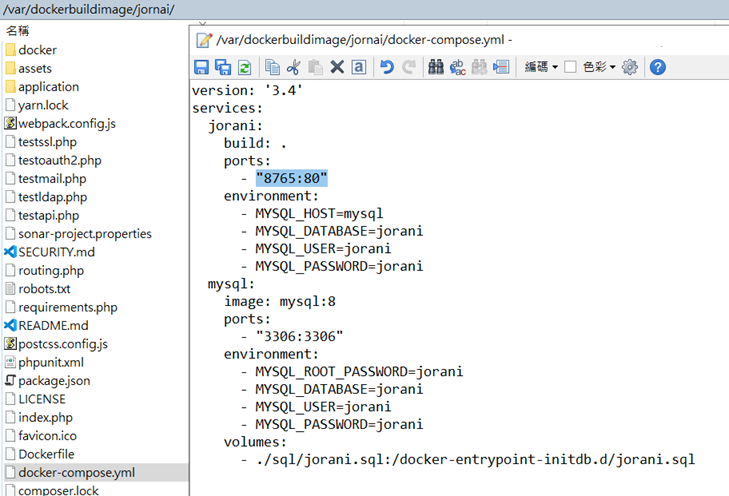 /var/dockerbuildimage/jornai/
名稱
docker
assets
application
yarn.lock
webpack.config.js
testssl.php
testoauth2.php
testmail.php
testldap.php
testapi.php
sonar-project.properties
SECURITY.md
routing.php
robots.txt
requirements.php
README.md
postcss.config.js
phpunit.xml
package.json
LICENSE
index.php
favicon.ico
Dockerfile
docker-compose.yml
composer.lock
/var/dockerbuildimage/jornai/docker-compose.yml -
編碼 色彩
version: '3.4'
services:
  jorani:
    build: .
    ports:
      - "8765:80"
    environment:
      - MYSQL_HOST=mysql
      - MYSQL_DATABASE=jorani
      - MYSQL_USER=jorani
      - MYSQL_PASSWORD=jorani
  mysql:
    image: mysql:8
    ports:
      - "3306:3306"
    environment:
      - MYSQL_ROOT_PASSWORD=jorani
      - MYSQL_DATABASE=jorani
      - MYSQL_USER=jorani
      - MYSQL_PASSWORD=jorani
    volumes:
      - ./sql/jorani.sql:/docker-entrypoint-initdb.d/jorani.sql